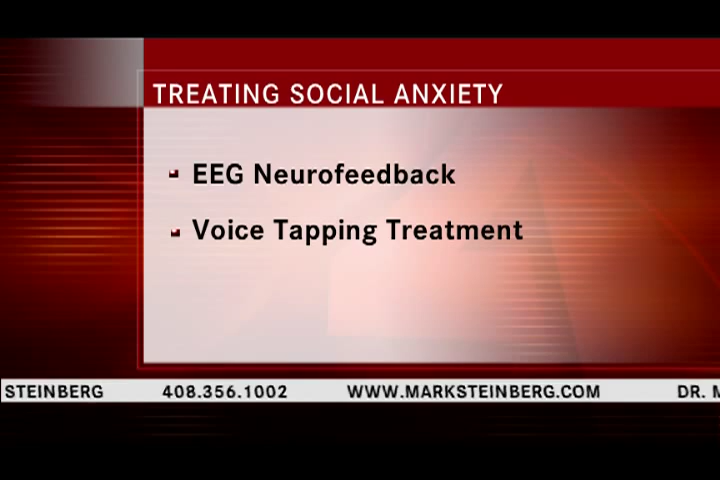 TREATING SOCIAL ANXIETY
EEG Neurofeedback
Voice Tapping Treatment
STEINBERG 408.356.1002 WWW.MARKSTEINBERG.COM DR. M